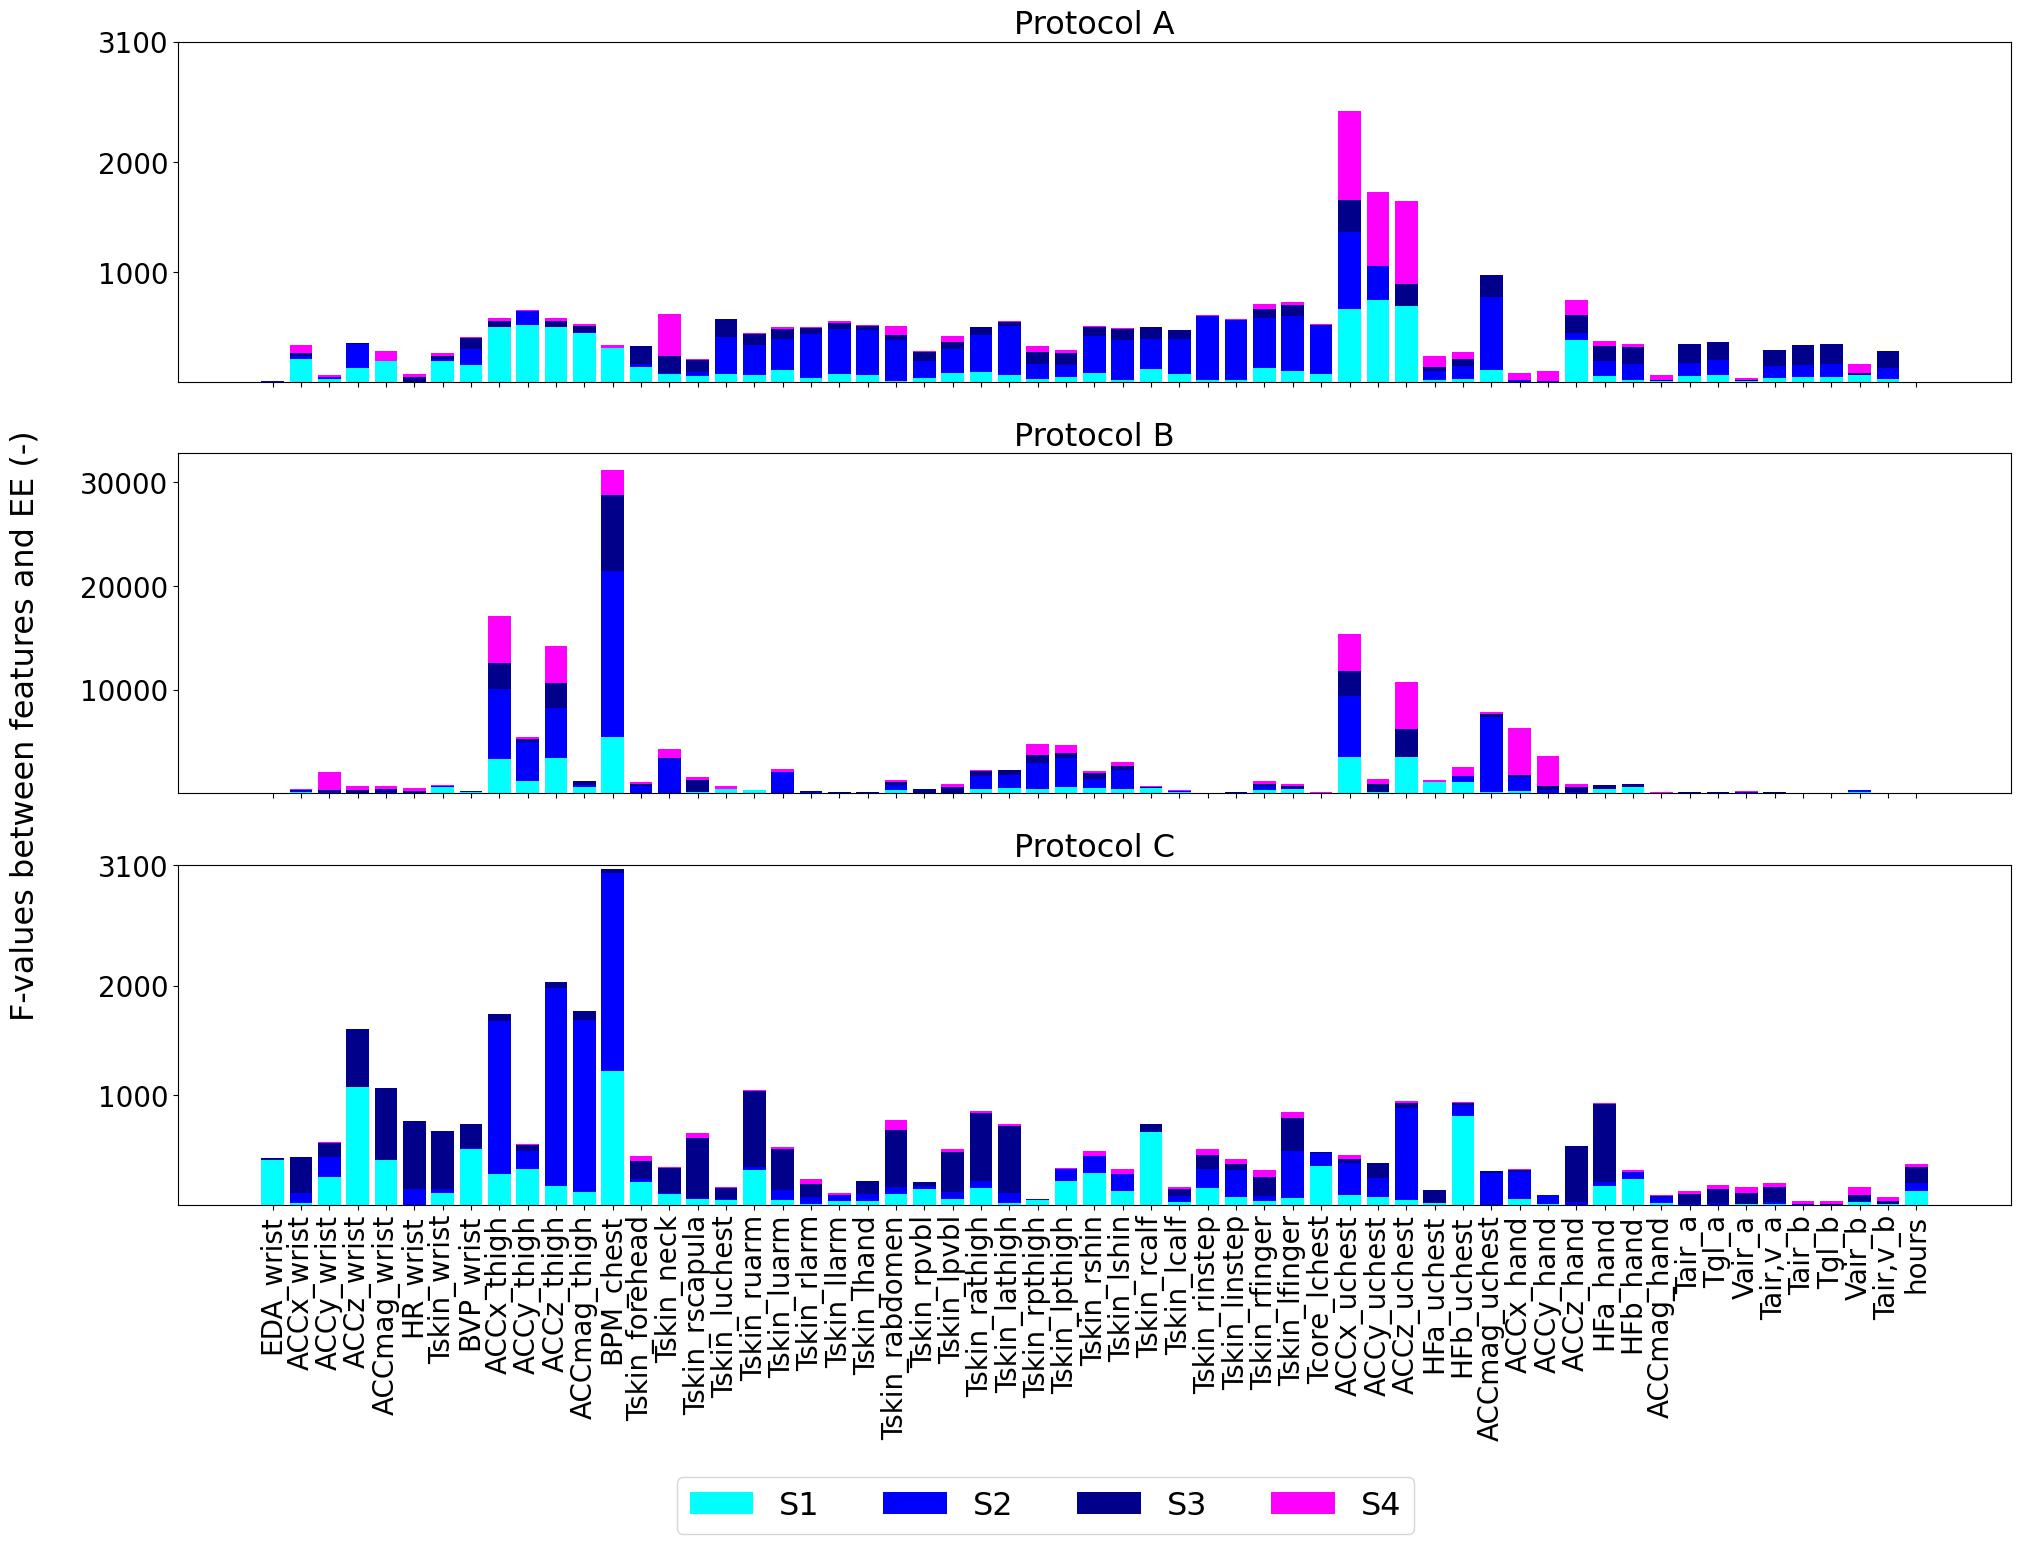 Protocol A
3100
2000
1000
Protocol B
30000
20000
10000
Protocol C
3100
2000
1000
F-values between features and EE (-)
EDA_wrist
ACCx_wrist
ACCy_wrist
ACCz_wrist
ACCmag_wrist
HR_wrist
Tskin_wrist
BVP_wrist
ACCx_thigh
ACCy_thigh
ACCz_thigh
ACCmag_thigh
BPM_chest
Tskin_forehead
Tskin_neck
Tskin_rscapula
Tskin_luchest
Tskin_ruarm
Tskin_luarm
Tskin_rlarm
Tskin_llarm
Tskin_lhand
Tskin_rabdomen
Tskin_rpvbl
Tskin_lpvbl
Tskin_rathigh
Tskin_lathigh
Tskin_rpthigh
Tskin_lpthigh
Tskin_rshin
Tskin_lshin
Tskin_rcalf
Tskin_lcalf
Tskin_rinstep
Tskin_linstep
Tskin_rfinger
Tskin_lfinger
Tcore_lchest
ACCx_uchest
ACCy_uchest
ACCz_uchest
HFa_uchest
HFb_uchest
ACCmag_uchest
ACCx_hand
ACCy_hand
ACCz_hand
HFa_hand
HFb_hand
ACCmag_hand
Tair_a
Tgl_a
Vair_a
Tair,v_a
Tair_b
Tgl_b
Vair_b
Tair,v_b
hours
S1
S2
S3
S4